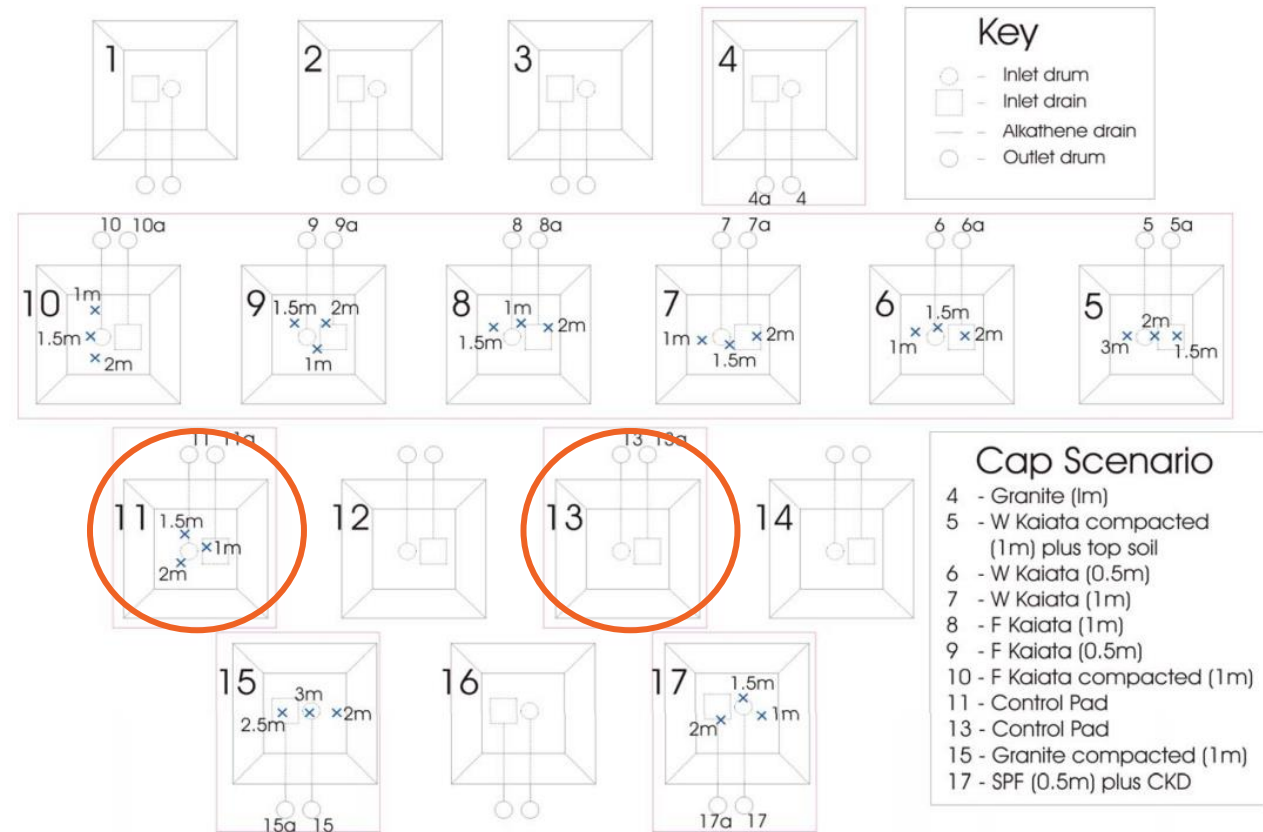 1
2
3
4
4a 4
Key
Inlet drum
Inlet drain
Alkathene drain
Outlet drum
10 10a
9 9a
8 8a
7 7a
6 6a
5 5a
10
1m
1.5m
2m
9
1.5m 2m
1m
8
1m
1.5m
2m
7
1m
1.5m
2m
6
1.5m
1m
2m
5
2m
3m
1.5m
11 11a
13 13a
11
1.5m
1m
2m
12
13
14
15
3m
2.5m
2m
15a 15
16
17
1.5m
1m
2m
17a 17
Cap Scenario
4 - Granite (1m)
5 - W Kaiata compacted
(1m) plus top soil
6 - W Kaiata (0.5m)
7 - W Kaiata (1m)
8 - F Kaiata (1m)
9 - F Kaiata (0.5m)
10 - F Kaiata compacted (1m)
11 - Control Pad
13 - Control Pad
15 - Granite compacted (1m)
17 - SPF (0.5m) plus CKD